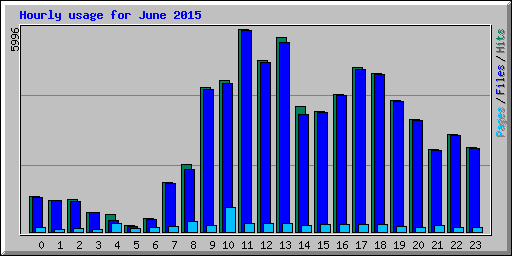 Hourly usage for June 2015
5996
Pages/Files/Hits
0 1 2 3 4 5 6 7 8 9 10 11 12 13 14 15 16 17 18 19 20 21 22 23